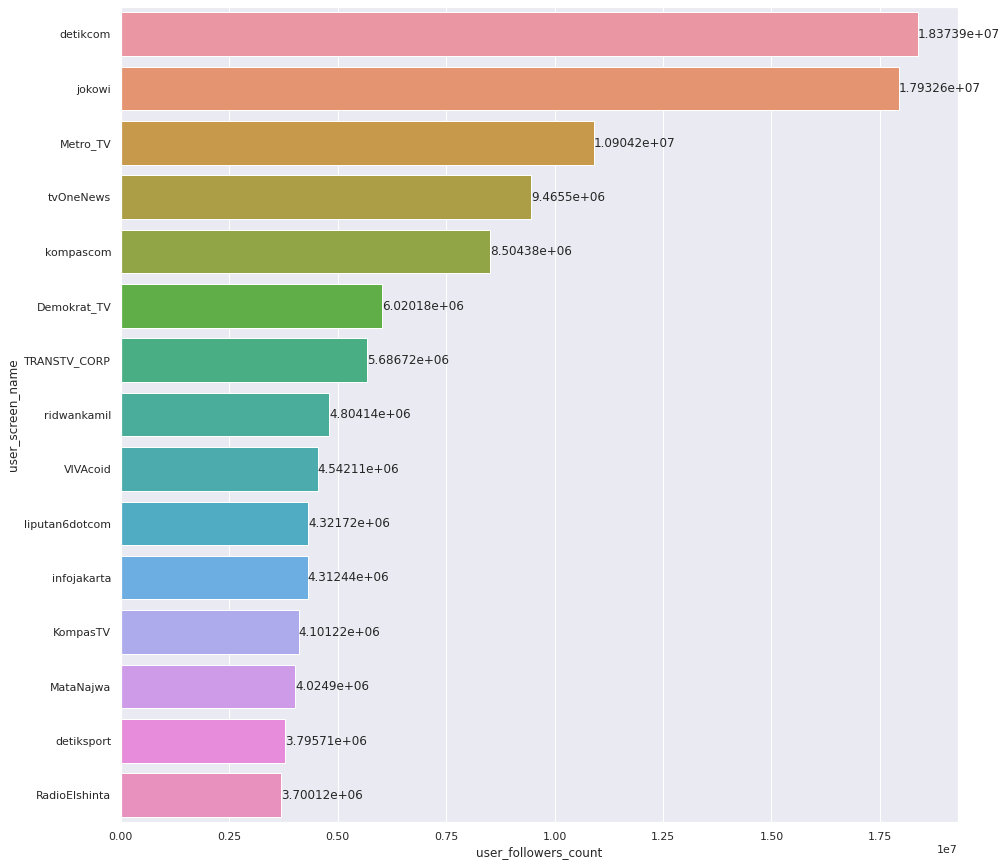 detikcom 1.83739e+07
jokowi 1.79326e+07
Metro_TV 1.09042e+07
tvOneNews 9.4655e+06
kompascom 8.50438e+06
Demokrat_TV 6.02018e+06
TRANSTV_CORP 5.68672e+06
ridwankamil 4.80414e+06
VIVAcoid 4.54211e+06
liputan6dotcom 4.32172e+06
infojakarta 4.31244e+06
KompasTV 4.10122e+06
MataNajwa 4.0249e+06
detiksport 3.79571e+06
RadioElshinta 3.70012e+06
user_screen_name
0.00 0.25 0.50 0.75 1.00 1.25 1.50 1.75
1e7
user_followers_count